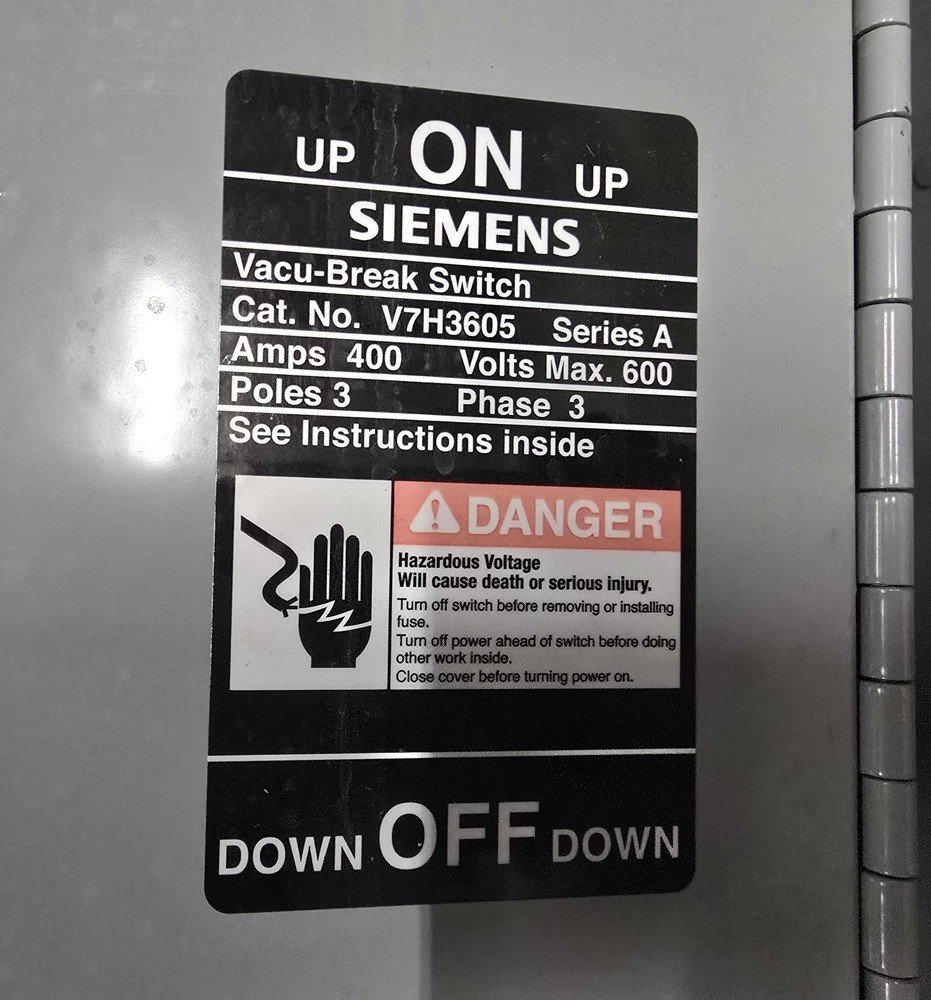 UP ON UP
SIEMENS
Vacu-Break Switch
Cat. No. V7H3605 Series A
Amps 400 Volts Max. 600
Poles 3 Phase 3
See Instructions inside
DANGER
Hazardous Voltage
Will cause death or serious injury.
Turn off switch before removing or installing
fuse.
Turn off power ahead of switch before doing
other work inside.
Close cover before turning power on.
DOWN OFF DOWN